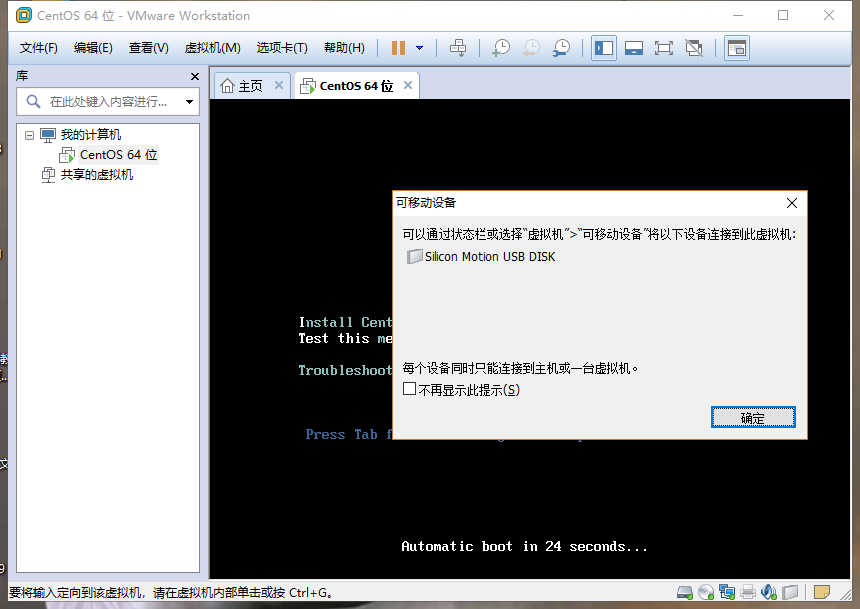 CentOS 64 位 - VMware Workstation
文件(F) 编辑(E) 查看(V) 虚拟机(M) 选项卡(T) 帮助(H)
库
主页
CentOS 64 位
在此处键入内容进行...
我的计算机
CentOS 64 位
共享的虚拟机
可移动设备
可以通过状态栏或选择“虚拟机”>“可移动设备”将以下设备连接到此虚拟机:
Silicon Motion USB DISK
Install Cent
Test this me
每个设备同时只能连接到主机或一台虚拟机。
Troubleshoot
不再显示此提示(S)
确定
Press Tab f
Automatic boot in 24 seconds...
要将输入定向到该虚拟机，请在虚拟机内部单击或按 Ctrl+G。